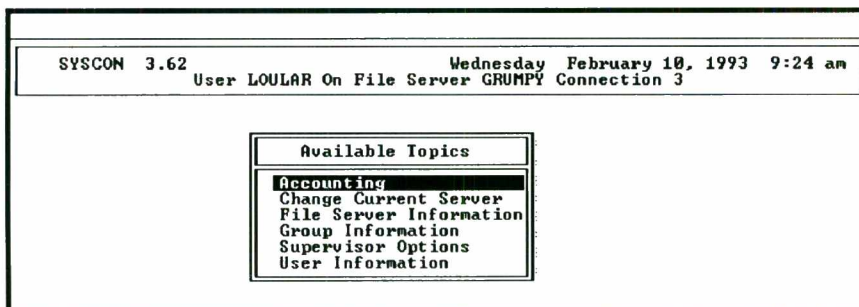 SYSCON 3.62 Wednesday February 10, 1993 9:24 am
User LOULAR On File Server GRUMPY Connection 3
Available Topics
Accounting
Change Current Server
File Server Information
Group Information
Supervisor Options
User Information